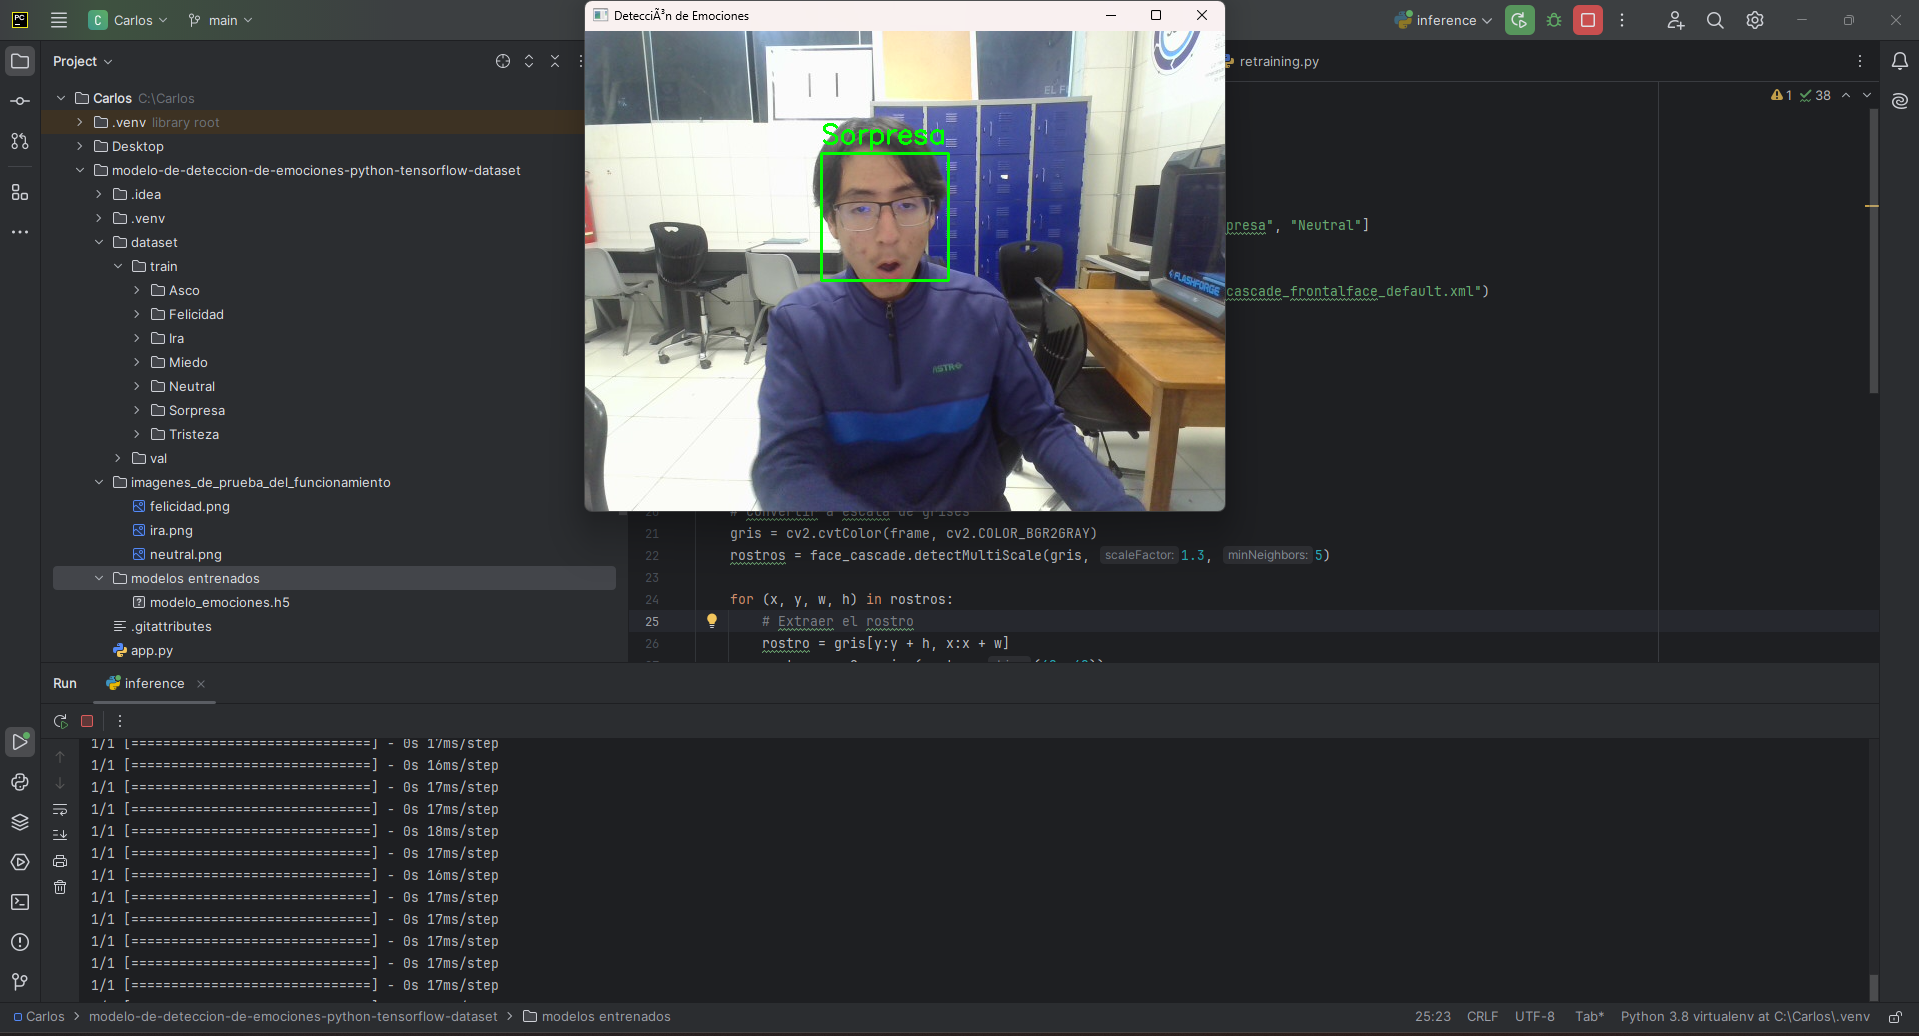 PC
C Carlos
main
DetecciÃ³n de Emociones
inference
Project
retraining.py
Carlos C:\Carlos
.venv library root
Desktop
modelo-de-deteccion-de-emociones-python-tensorflow-dataset
.idea
.venv
dataset
train
Asco
Felicidad
Ira
Miedo
Neutral
Sorpresa
Tristeza
val
imagenes_de_prueba_del_funcionamiento
felicidad.png
ira.png
neutral.png
modelos entrenados
modelo_emociones.h5
.gitattributes
app.py
EL
Sorpresa
FLASHFORGE
ASTRO
1 38
presa", "Neutral"]
cascade_frontalface_default.xml")
20 # Convertir a escala de grises
21 gris = cv2.cvtColor(frame, cv2.COLOR_BGR2GRAY)
22 rostros = face_cascade.detectMultiScale(gris, scaleFactor: 1.3, minNeighbors: 5)
23
24 for (x, y, w, h) in rostros:
25 # Extraer el rostro
26 rostro = gris[y:y + h, x:x + w]
Run inference
1/1 [==============================] - 0s 17ms/step
1/1 [==============================] - 0s 16ms/step
1/1 [==============================] - 0s 17ms/step
1/1 [==============================] - 0s 17ms/step
1/1 [==============================] - 0s 18ms/step
1/1 [==============================] - 0s 17ms/step
1/1 [==============================] - 0s 16ms/step
1/1 [==============================] - 0s 17ms/step
1/1 [==============================] - 0s 17ms/step
1/1 [==============================] - 0s 17ms/step
1/1 [==============================] - 0s 17ms/step
1/1 [==============================] - 0s 17ms/step
Carlos > modelo-de-deteccion-de-emociones-python-tensorflow-dataset > modelos entrenados
25:23 CRLF UTF-8 Tab* Python 3.8 virtualenv at C:\Carlos\.venv